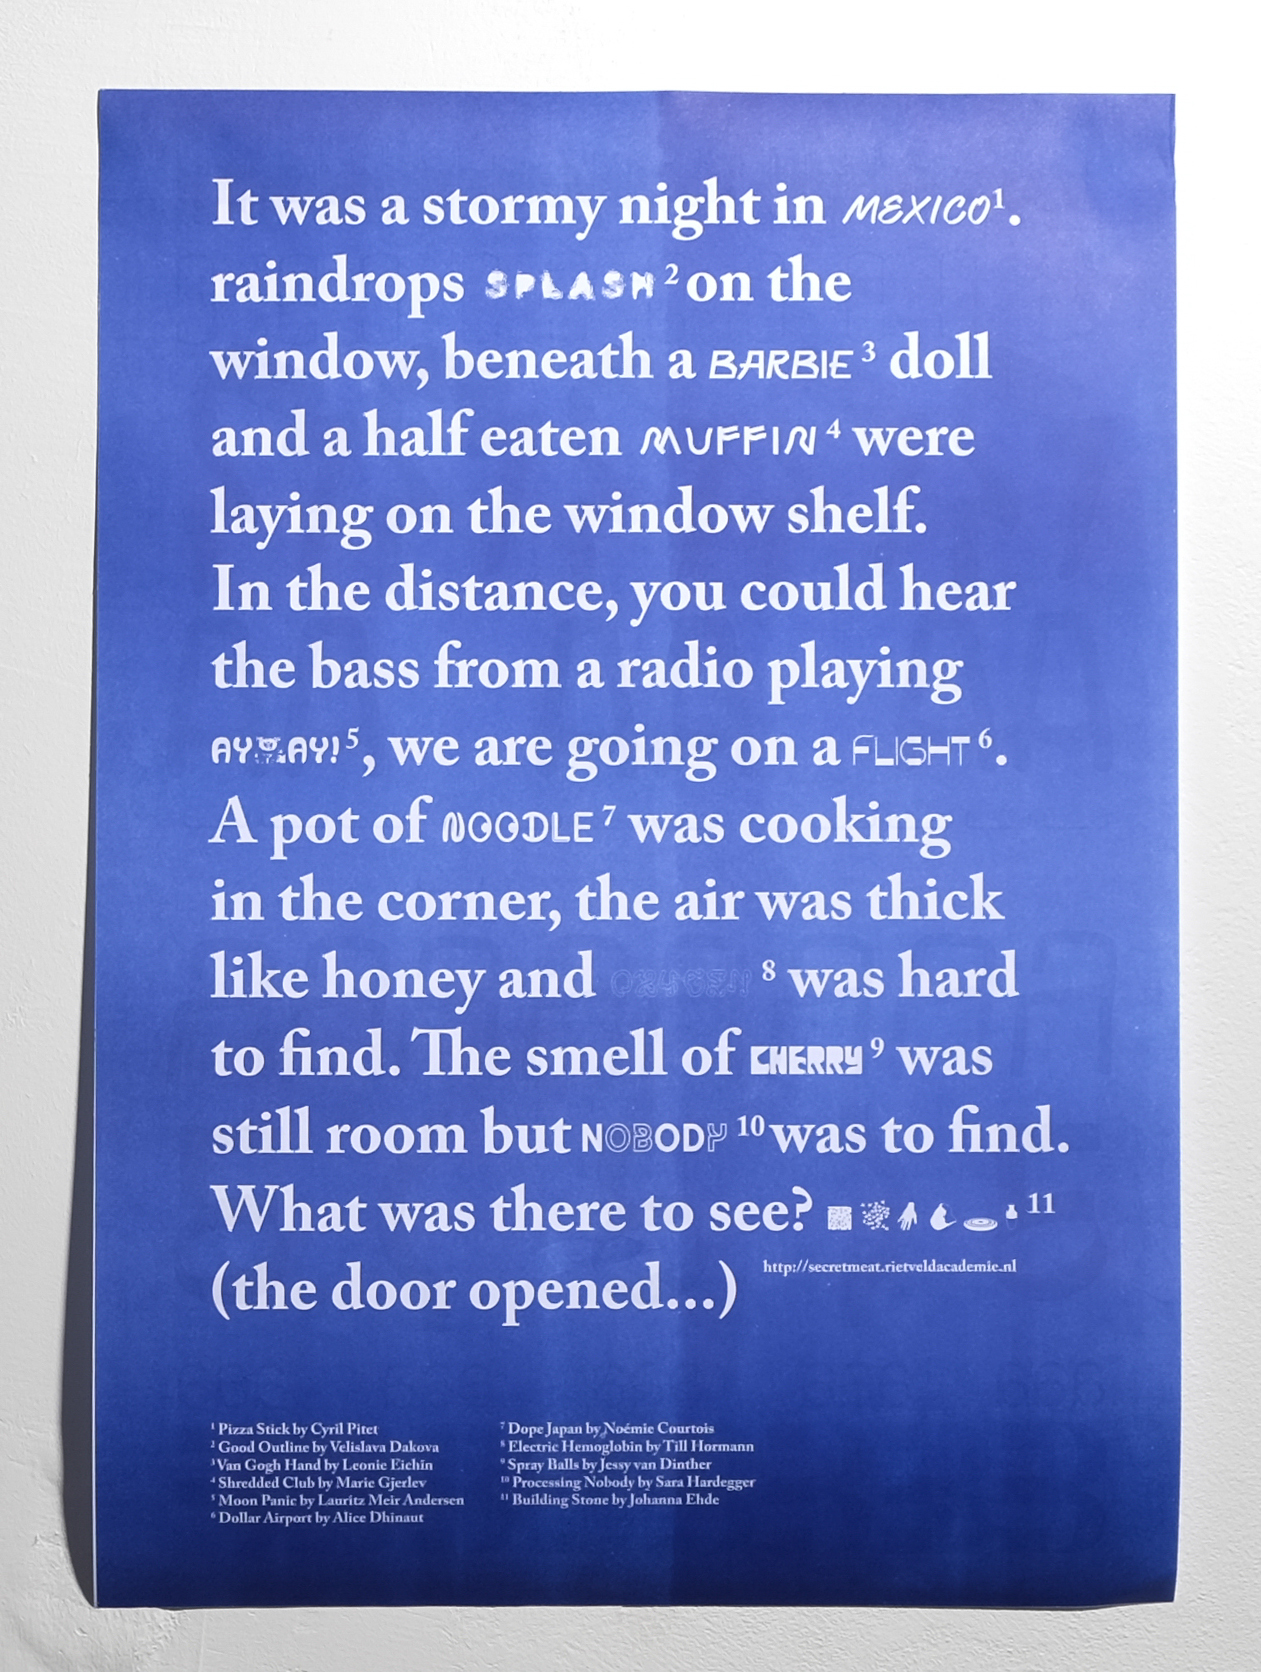 It was a stormy night in MEXICO¹.
raindrops SPLASH ² on the
window, beneath a BARBIE ³ doll
and a half eaten MUFFIN ⁴ were
laying on the window shelf.
In the distance, you could hear
the bass from a radio playing
AY AY! ⁵, we are going on a FLIGHT ⁶.
A pot of NOODLE ⁷ was cooking
in the corner, the air was thick
like honey and OXYGEN ⁸ was hard
to find. The smell of CHERRY ⁹ was
still room but NOBODY ¹⁰ was to find.
What was there to see? ¹¹
(the door opened...) http://secretmeat.rietveldacademie.nl
¹ Pizza Stick by Cyril Pitet
² Good Outline by Velislava Dakova
³ Van Gogh Hand by Leonie Eichin
⁴ Shredded Club by Marie Gjerlev
⁵ Moon Panic by Lauritz Meir Andersen
⁶ Dollar Airport by Alice Dhinaut
⁷ Dope Japan by Noémie Courtois
⁸ Electric Hemoglobin by Till Hormann
⁹ Spray Balls by Jessy van Dinther
¹⁰ Processing Nobody by Sara Hardegger
¹¹ Building Stone by Johanna Ehde